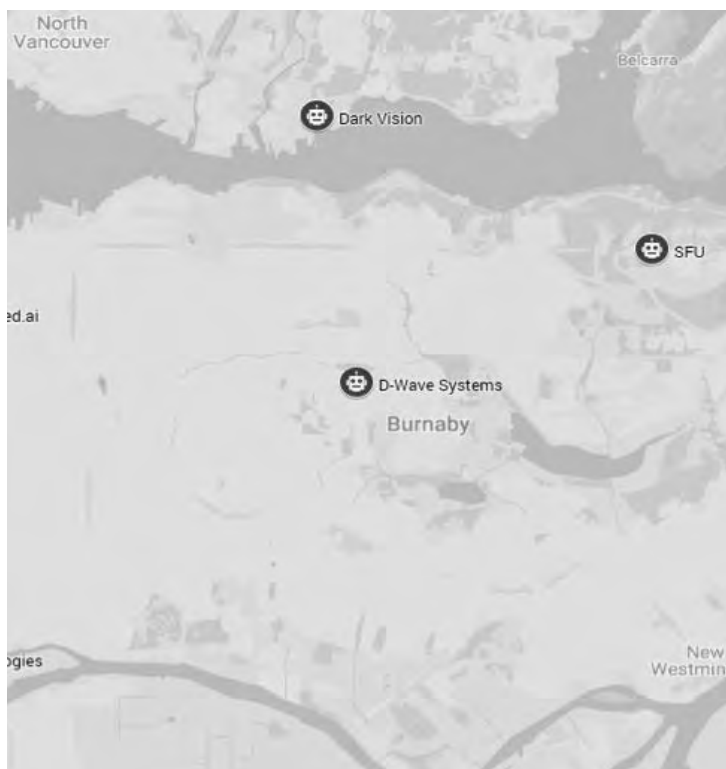 North
Vancouver
Belcarra
Dark Vision
SFU
ed.ai
D-Wave Systems
Burnaby
ogies
New
Westmin